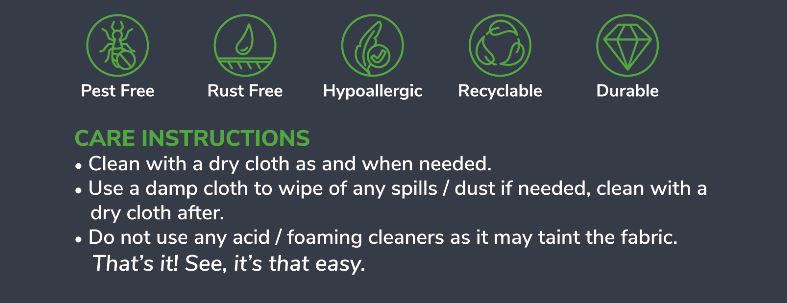 Pest Free Rust Free Hypoallergic Recyclable Durable
CARE INSTRUCTIONS
• Clean with a dry cloth as and when needed.
• Use a damp cloth to wipe of any spills / dust if needed, clean with a
dry cloth after.
• Do not use any acid / foaming cleaners as it may taint the fabric.
That's it! See, it's that easy.